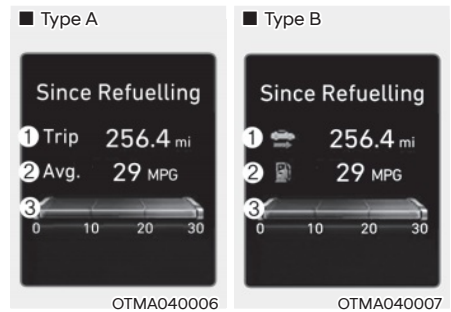 ■ Type A
Since Refuelling
1 Trip 256.4 mi
2 Avg. 29 MPG
3
0 10 20 30
OTMA040006
■ Type B
Since Refuelling
1 256.4 mi
2 29 MPG
3
0 10 20 30
OTMA040007